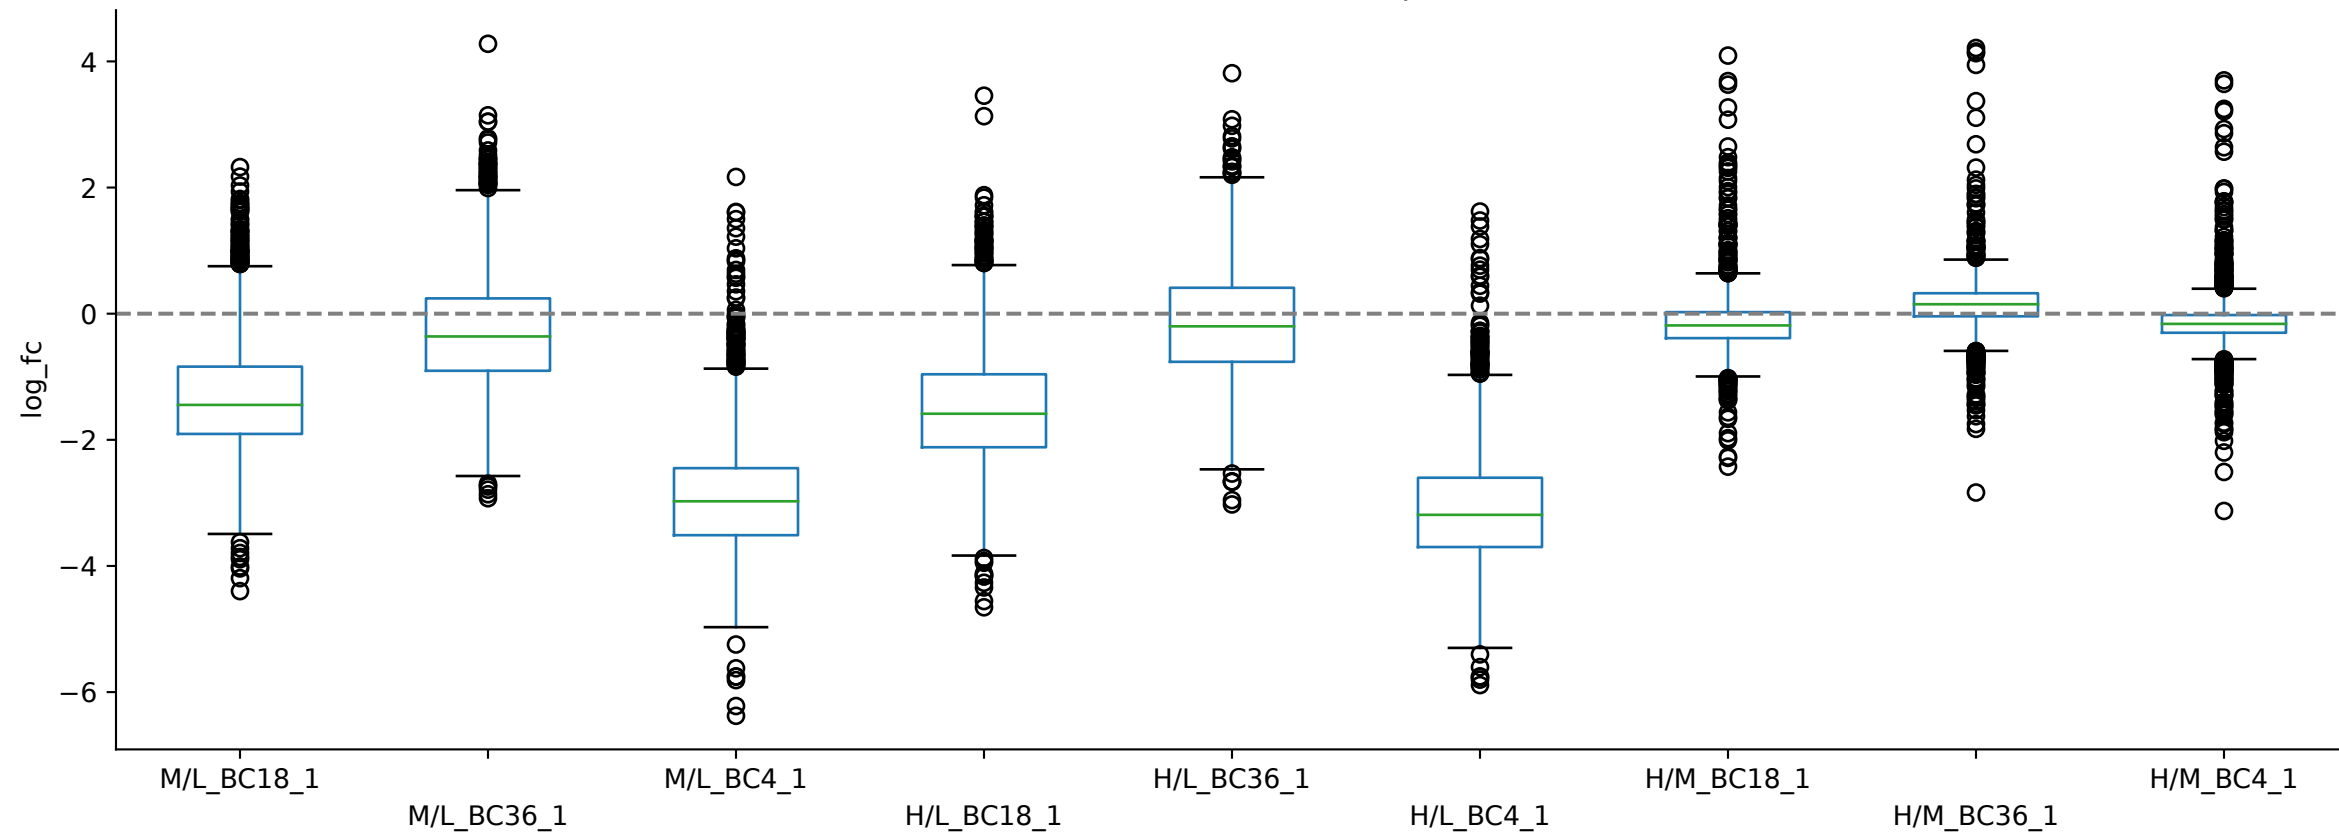 4
2
0
−2
−4
−6
log_fc
M/L_BC18_1
M/L_BC36_1
M/L_BC4_1
H/L_BC18_1
H/L_BC36_1
H/L_BC4_1
H/M_BC18_1
H/M_BC36_1
H/M_BC4_1